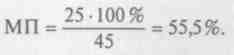 МП = 25 · 100 % / 45 = 55,5 %.